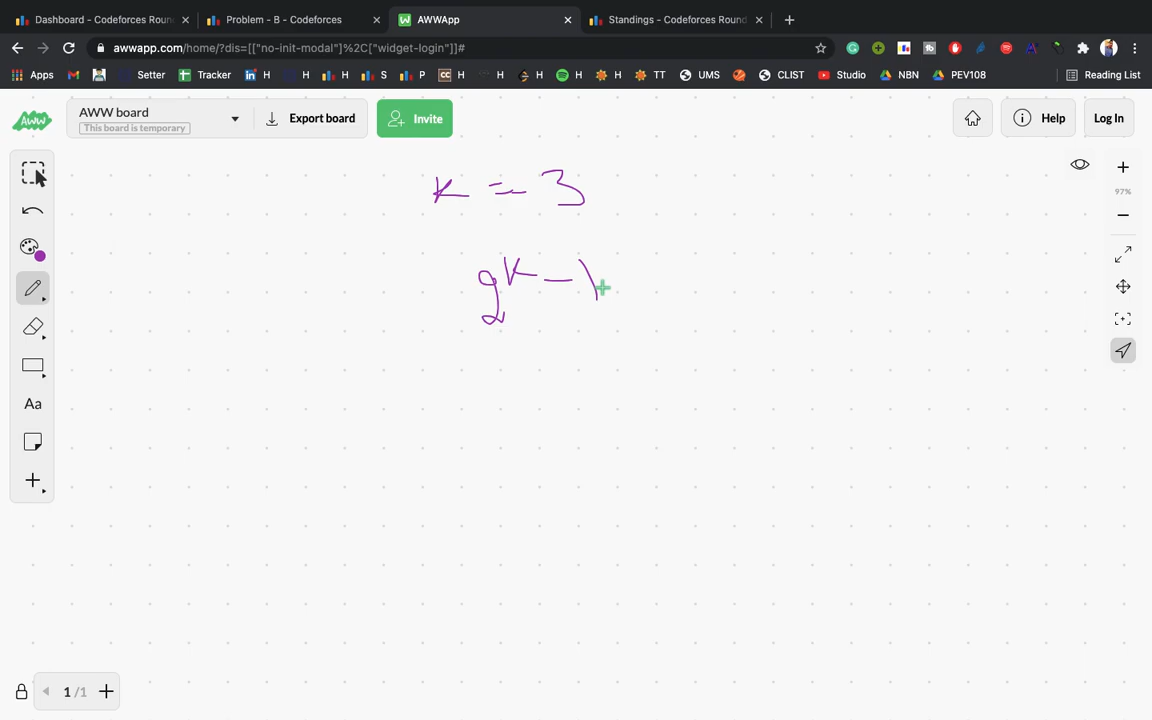 Dashboard - Codeforces Roun
Problem - B - Codeforces
AWWApp
Standings - Codeforces Round
awwapp.com/home/?dis=[["no-init-modal"]%2C["widget-login"]]#
Apps
Setter
Tracker
H
H
H
S
P
H
H
H
H
H
TT
UMS
CLIST
Studio
NBN
PEV108
Reading List
AWW
AWW board
This board is temporary
Export board
Invite
Help
Log In
97%
Aa
1 /1
k = 3